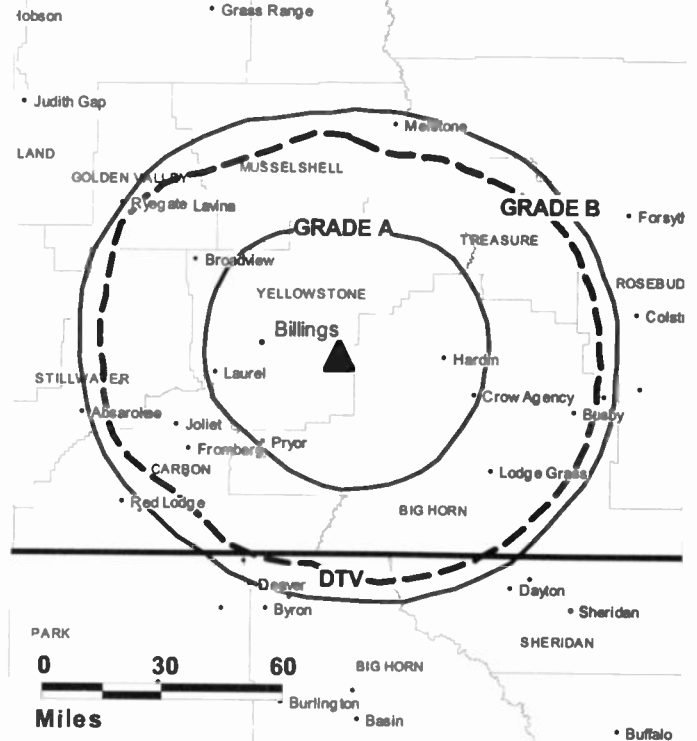 Hobson
Grass Range
Judith Gap
Melstone
LAND
MUSSELSHELL
GOLDEN VALLEY
Ryegate Lavina
GRADE B
Forsyth
GRADE A
TREASURE
Broadview
ROSEBUD
YELLOWSTONE
Colst
Billings
Hardin
Laurel
STILLWATER
Crow Agency
Absarokee
Busby
Joliet
Pryor
Fromberg
CARBON
Lodge Grass
Red Lodge
BIG HORN
DTV
Deaver
Dayton
Byron
Sheridan
PARK
SHERIDAN
0 30 60
BIG HORN
Miles
Burlington
Basin
Buffalo